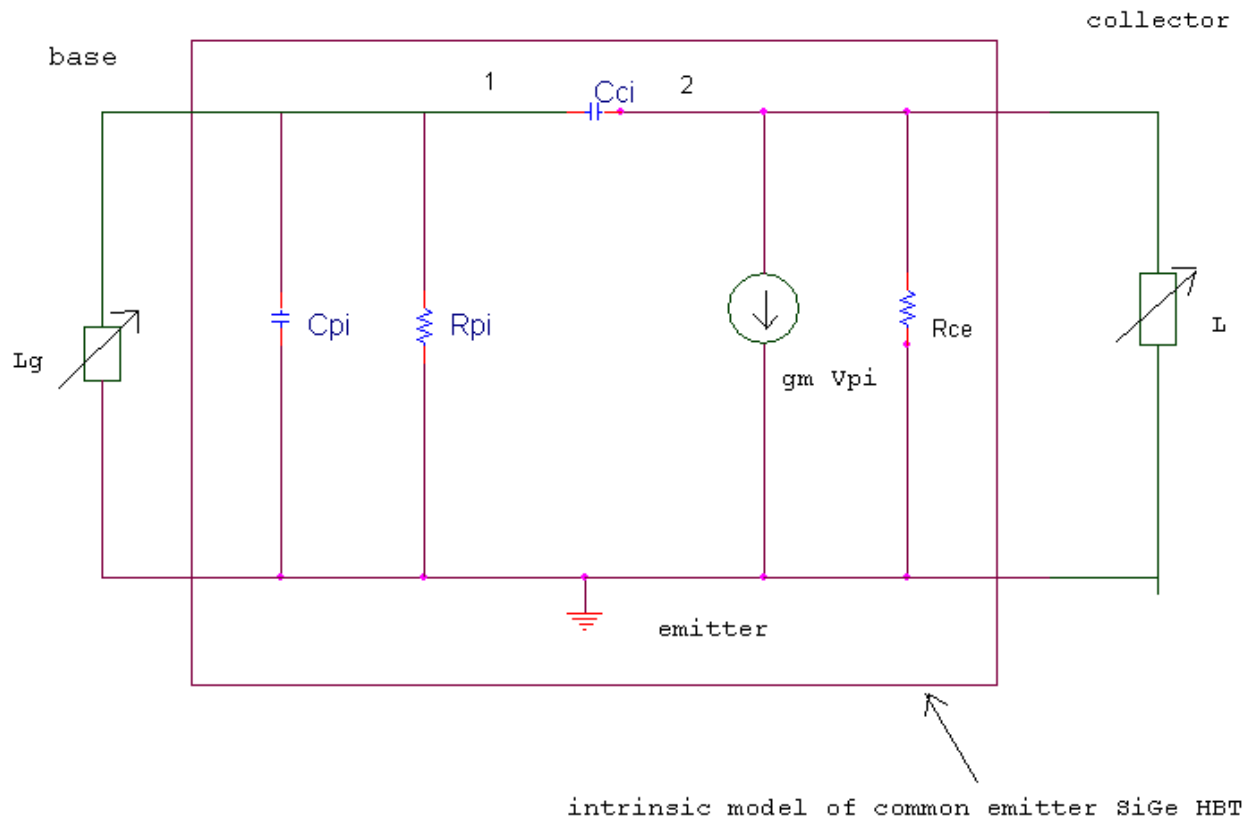 collector
base
1
Cci
2
Lg
Cpi
Rpi
gm Vpi
Rce
L
emitter
intrinsic model of common emitter SiGe HBT